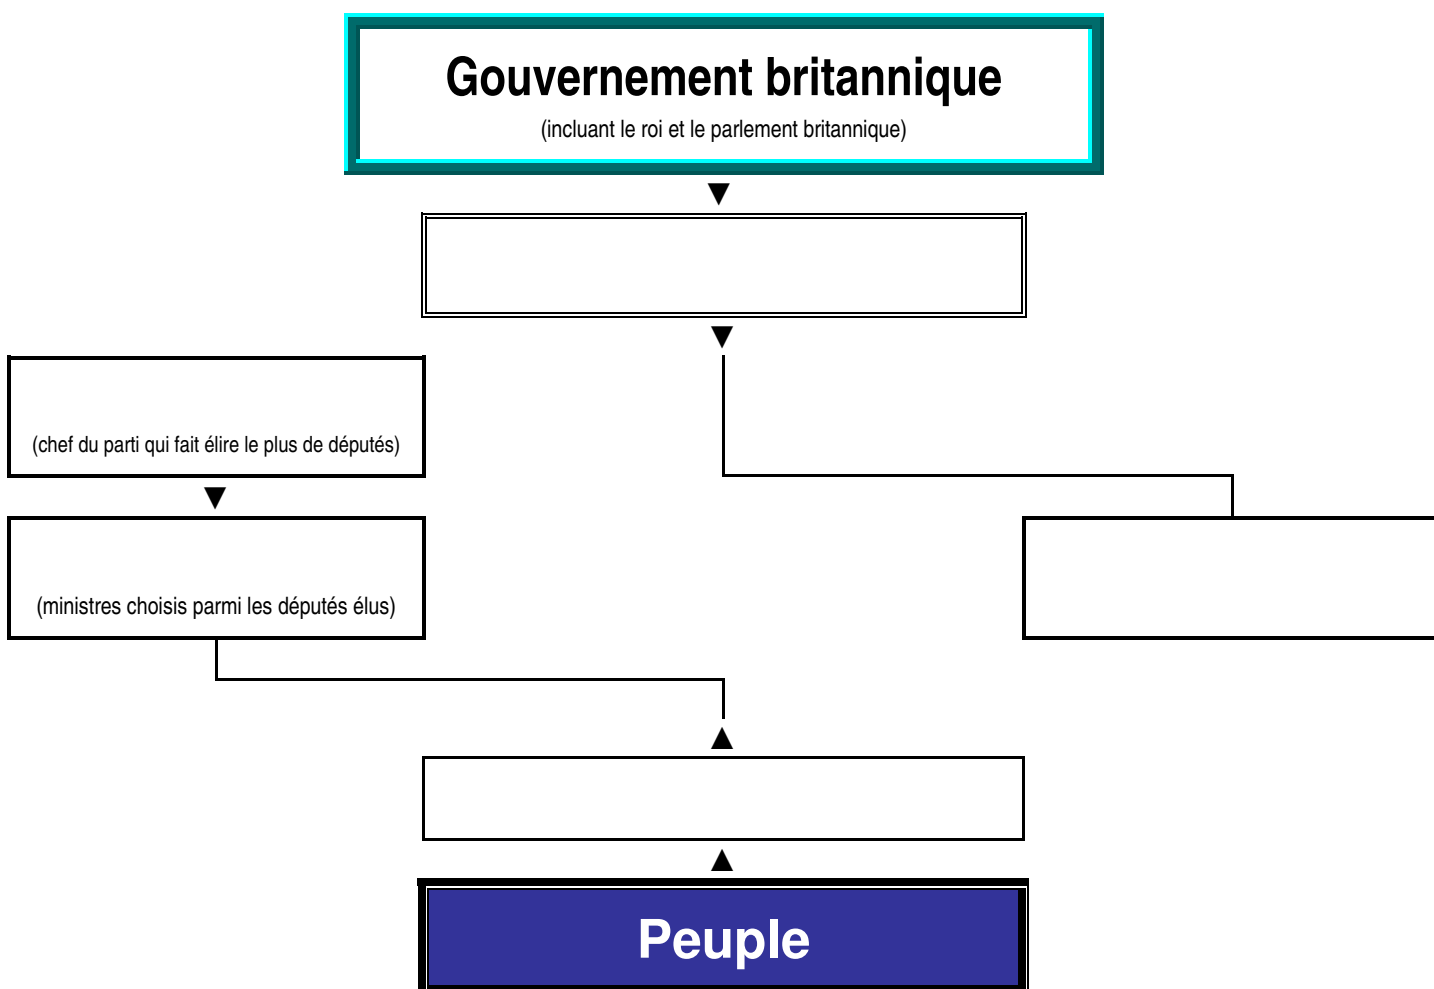 Gouvernement britannique
(incluant le roi et le parlement britannique)
(chef du parti qui fait élire le plus de députés)
(ministres choisis parmi les députés élus)
Peuple